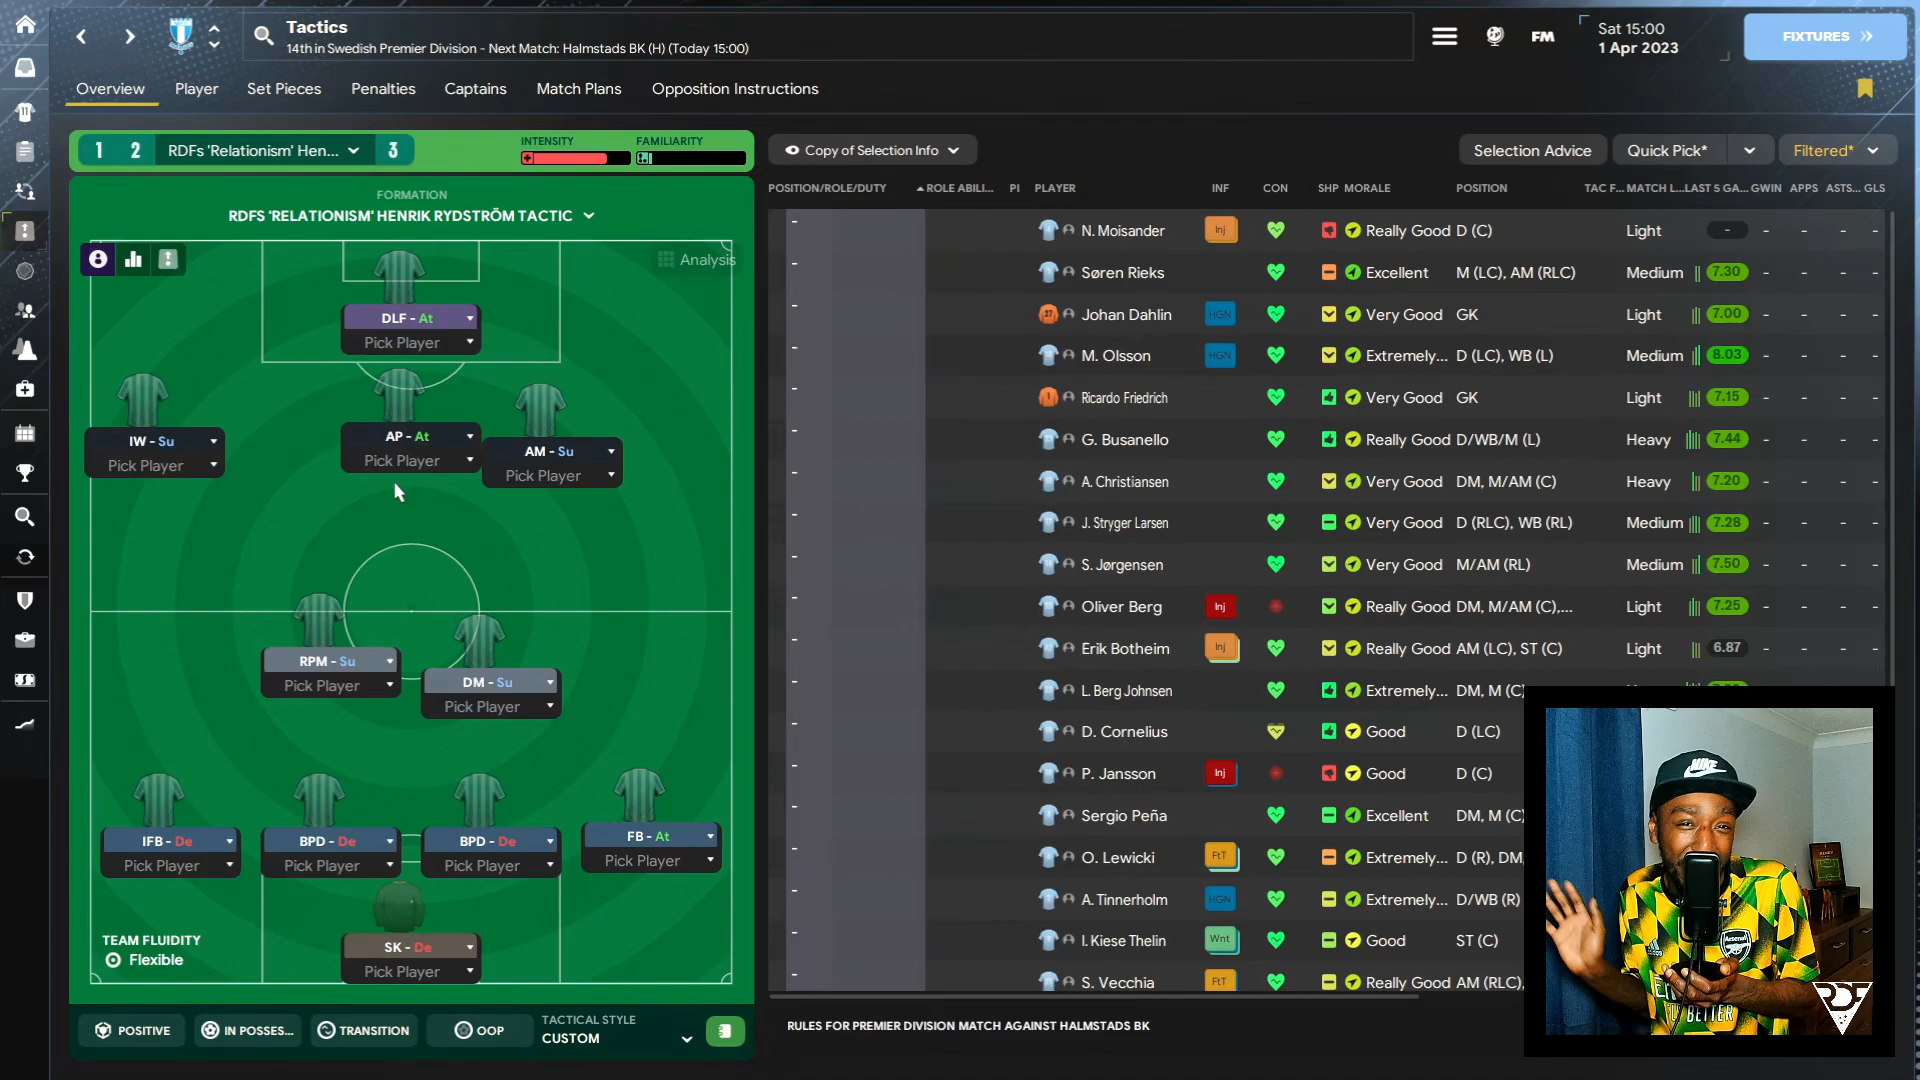 Tactics
14th in Swedish Premier Division - Next Match: Halmstads BK (H) (Today 15:00)
FM
Sat 15:00
1 Apr 2023
FIXTURES
Overview Player Set Pieces Penalties Captains Match Plans Opposition Instructions
1 2 RDFs 'Relationism' Hen... 3
INTENSITY FAMILIARITY
Copy of Selection Info
Selection Advice Quick Pick* Filtered*
FORMATION
RDFS 'RELATIONISM' HENRIK RYDSTRÖM TACTIC
Analysis
DLF - At
Pick Player
IW - Su
Pick Player
AP - At
Pick Player
AM - Su
Pick Player
RPM - Su
Pick Player
DM - Su
Pick Player
IFB - De
Pick Player
BPD - De
Pick Player
BPD - De
Pick Player
FB - At
Pick Player
SK - De
Pick Player
TEAM FLUIDITY
Flexible
POSITIVE IN POSSES... TRANSITION OOP
TACTICAL STYLE
CUSTOM
POSITION/ROLE/DUTY ROLE ABILI... PI PLAYER INF CON SHP MORALE POSITION TAC F... MATCH L... LAST 5 GA... GWIN APPS ASTS... GLS
- N. Moisander Inj Really Good D (C) Light - - - - -
- Søren Rieks Excellent M (LC), AM (RLC) Medium 7.30 - - - -
- 27 Johan Dahlin HGN Very Good GK Light 7.00 - - - -
- M. Olsson HGN Extremely... D (LC), WB (L) Medium 8.03 - - - -
- 1 Ricardo Friedrich Very Good GK Light 7.15 - - - -
- G. Busanello Really Good D/WB/M (L) Heavy 7.44 - - - -
- A. Christiansen Very Good DM, M/AM (C) Heavy 7.20 - - - -
- J. Stryger Larsen Very Good D (RLC), WB (RL) Medium 7.28 - - - -
- S. Jørgensen Very Good M/AM (RL) Medium 7.50 - - - -
- Oliver Berg Inj Really Good DM, M/AM (C),... Light 7.25 - - - -
- Erik Botheim Inj Really Good AM (LC), ST (C) Light 6.87 - - - -
- L. Berg Johnsen Extremely... DM, M (C)
- D. Cornelius Good D (LC)
- P. Jansson Inj Good D (C)
- Sergio Peña Excellent DM, M (C)
- O. Lewicki FtT Extremely... D (R), DM,
- A. Tinnerholm HGN Extremely... D/WB (R)
- I. Kiese Thelin Wnt Good ST (C)
- S. Vecchia FtT Really Good AM (RLC),
RULES FOR PREMIER DIVISION MATCH AGAINST HALMSTADS BK
NIKE
Arsenal
BETTER
RDF